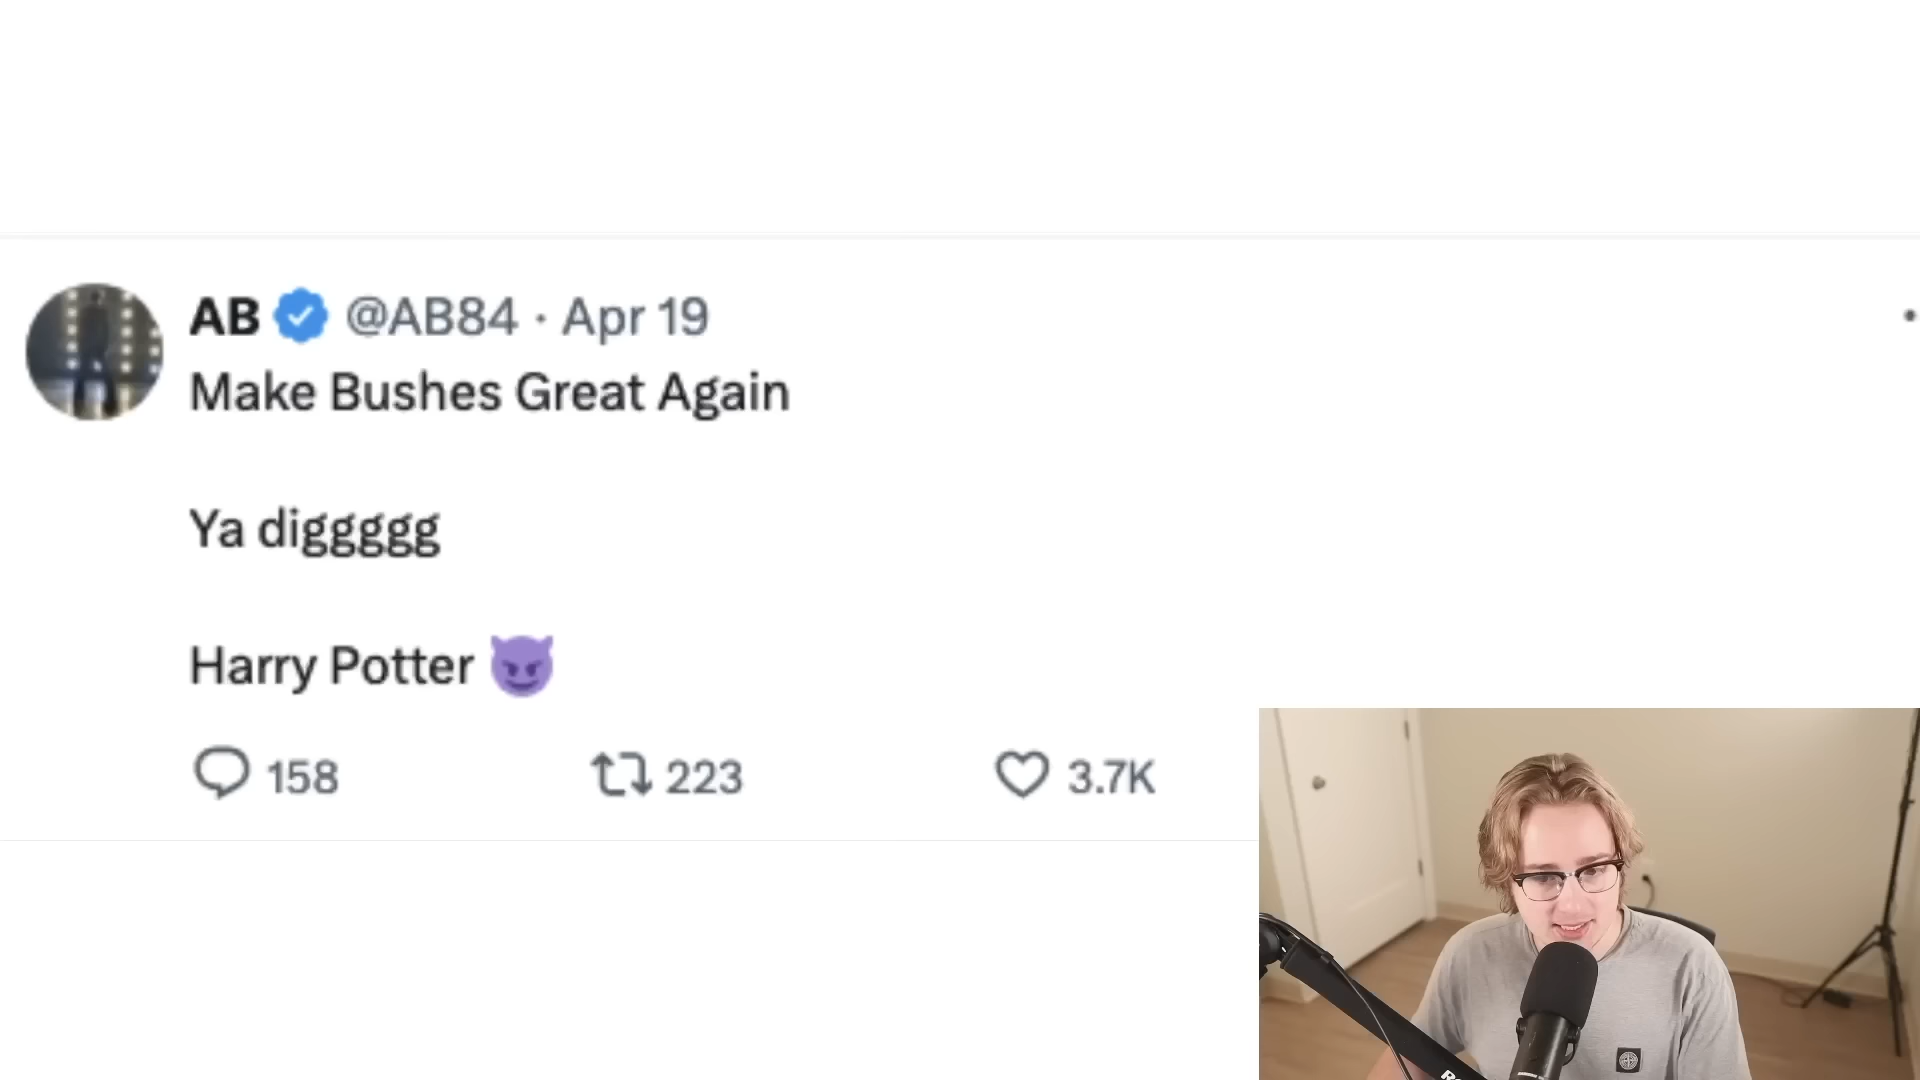 AB @AB84 · Apr 19
Make Bushes Great Again
Ya diggggg
Harry Potter 😈
158 223 3.7K